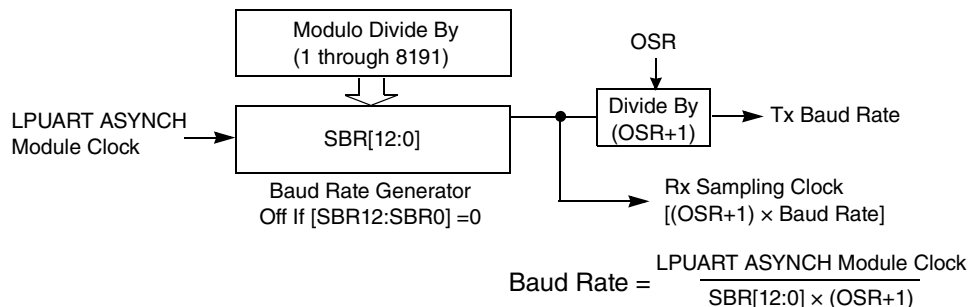 Modulo Divide By
(1 through 8191)
OSR
LPUART ASYNCH
Module Clock
SBR[12:0]
Divide By
(OSR+1)
Tx Baud Rate
Baud Rate Generator
Off If [SBR12:SBR0] =0
Rx Sampling Clock
[(OSR+1) × Baud Rate]
Baud Rate = LPUART ASYNCH Module Clock
SBR[12:0] × (OSR+1)